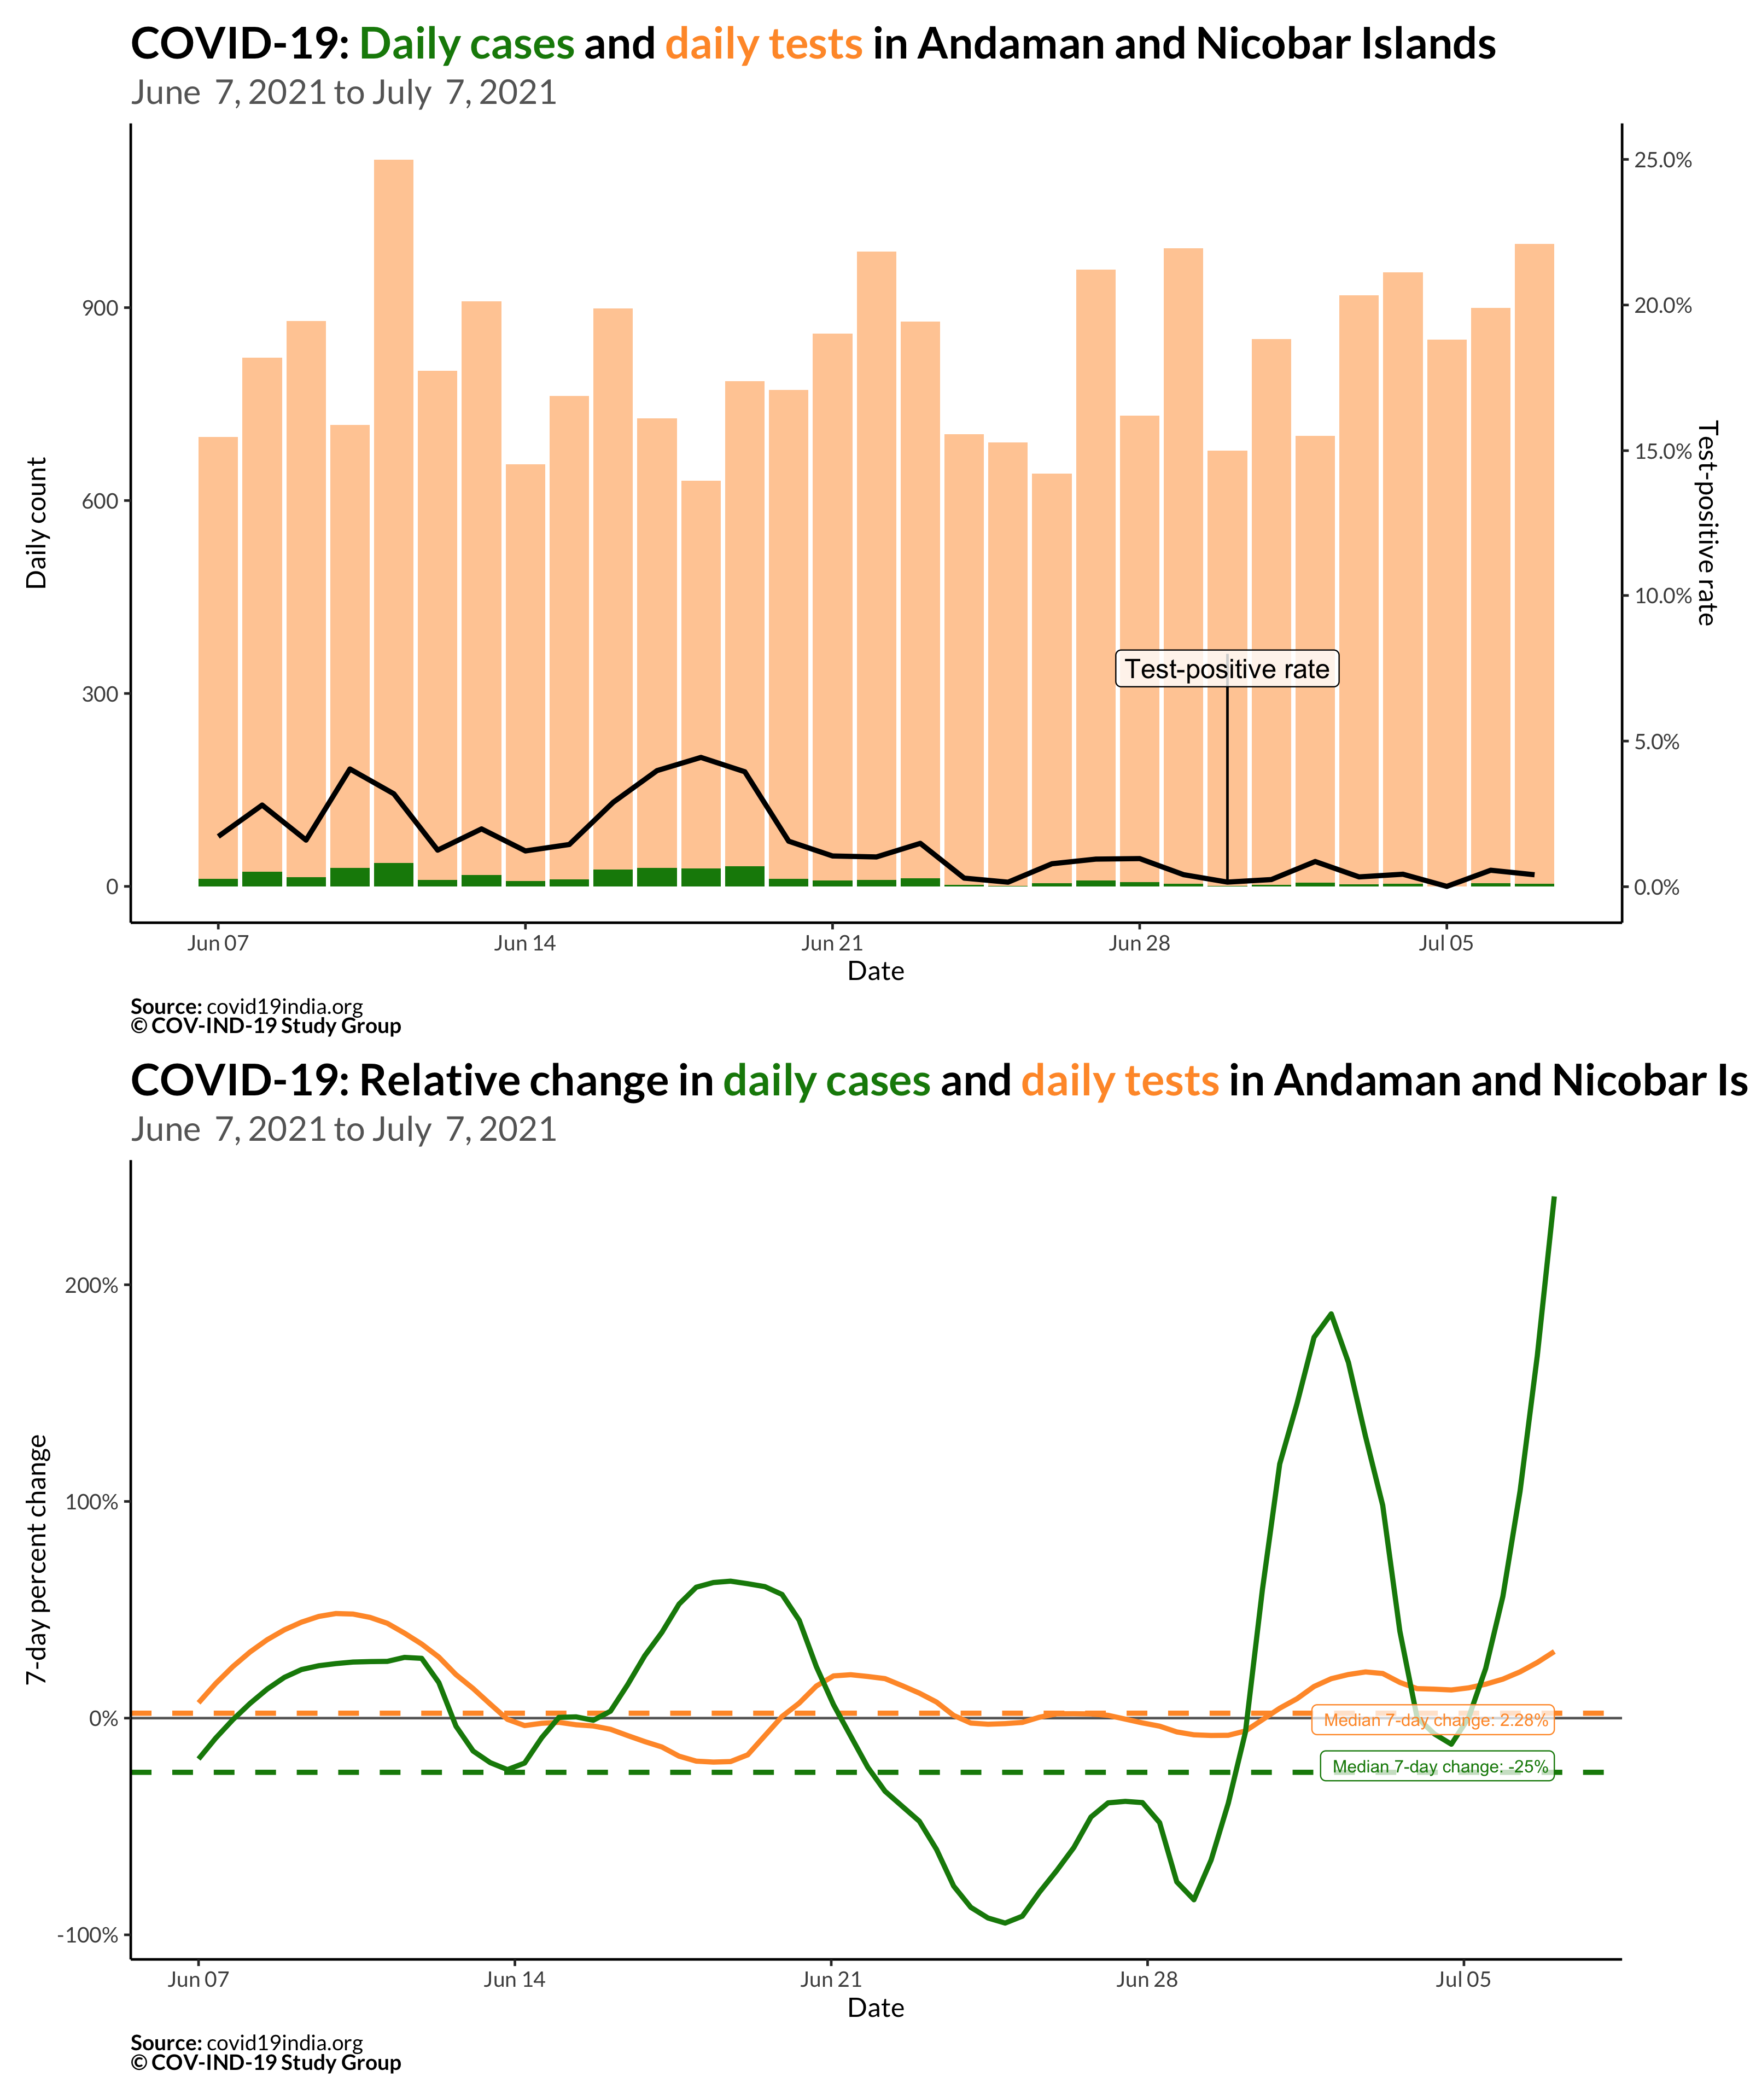 COVID-19: Daily cases and daily tests in Andaman and Nicobar Islands
June 7, 2021 to July 7, 2021
25.0%
20.0%
900
15.0%
600
Daily count
Test-positive rate
10.0%
Test-positive rate
300
5.0%
0
0.0%
Jun 07 Jun 14 Jun 21 Jun 28 Jul 05
Date
Source: covid19india.org
© COV-IND-19 Study Group
COVID-19: Relative change in daily cases and daily tests in Andaman and Nicobar Is
June 7, 2021 to July 7, 2021
200%
100%
7-day percent change
0%
Median 7-day change: 2.28%
Median 7-day change: -25%
-100%
Jun 07 Jun 14 Jun 21 Jun 28 Jul 05
Date
Source: covid19india.org
© COV-IND-19 Study Group